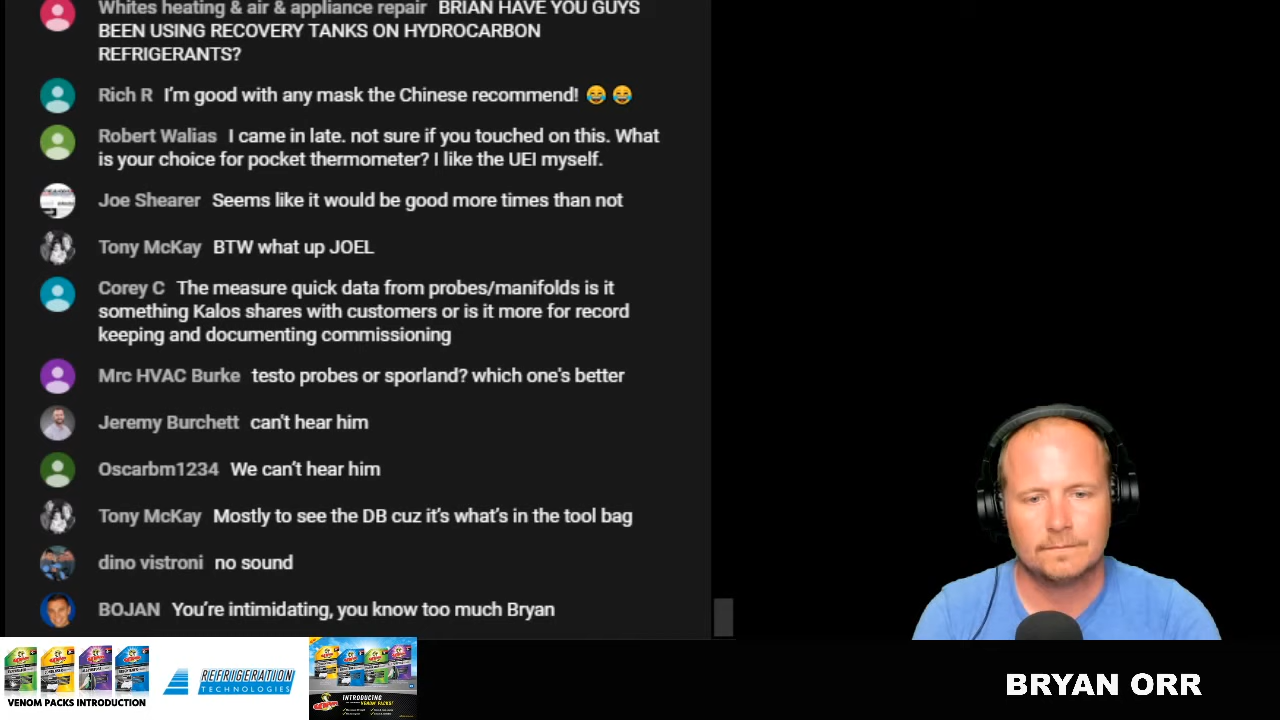 Whites heating & air & appliance repair BRIAN HAVE YOU GUYS
BEEN USING RECOVERY TANKS ON HYDROCARBON
REFRIGERANTS?
Rich R I'm good with any mask the Chinese recommend! 😂 😂
Robert Walias I came in late. not sure if you touched on this. What
is your choice for pocket thermometer? I like the UEI myself.
Joe Shearer Seems like it would be good more times than not
Tony McKay BTW what up JOEL
Corey C The measure quick data from probes/manifolds is it
something Kalos shares with customers or is it more for record
keeping and documenting commissioning
Mrc HVAC Burke testo probes or sporland? which one's better
Jeremy Burchett can't hear him
Oscarbm1234 We can't hear him
Tony McKay Mostly to see the DB cuz it's what's in the tool bag
dino vistroni no sound
BOJAN You're intimidating, you know too much Bryan
VENOM PACKS INTRODUCTION
REFRIGERATION
TECHNOLOGIES
INTRODUCING
VENOM PACKS!
BRYAN ORR